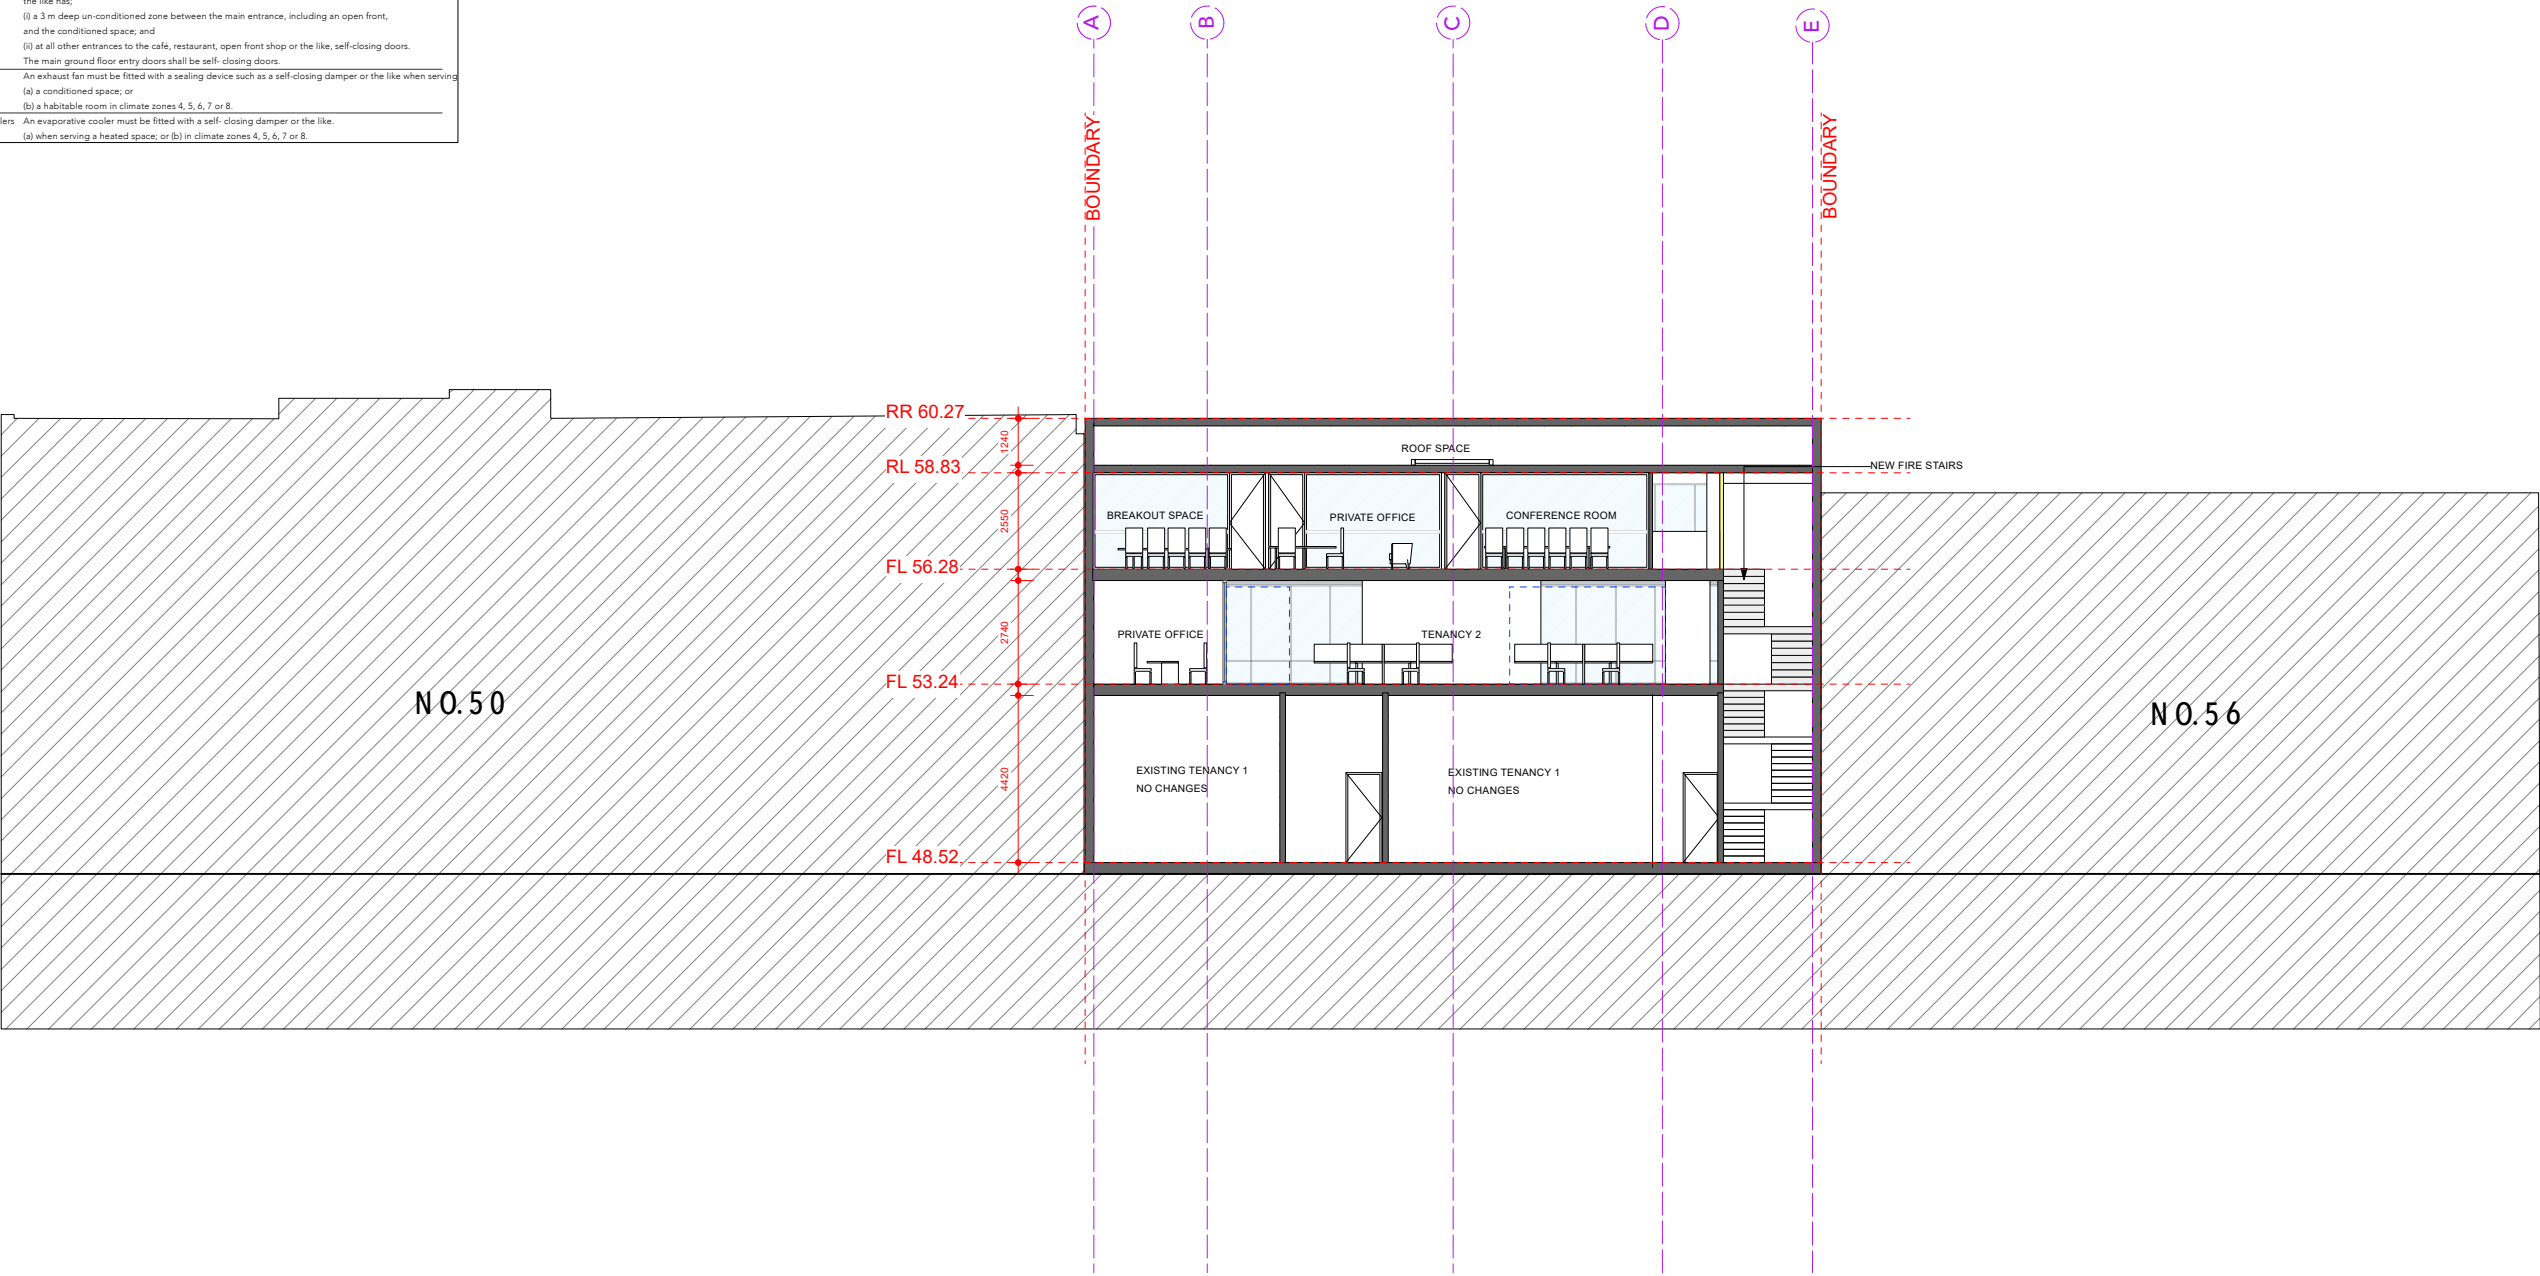 the like has;
(i) a 3 m deep un-conditioned zone between the main entrance, including an open front,
and the conditioned space; and
(ii) at all other entrances to the café, restaurant, open front shop or the like, self-closing doors.
The main ground floor entry doors shall be self- closing doors.
An exhaust fan must be fitted with a sealing device such as a self-closing damper or the like when serving
(a) a conditioned space; or
(b) a habitable room in climate zones 4, 5, 6, 7 or 8.
lers An evaporative cooler must be fitted with a self- closing damper or the like.
(a) when serving a heated space; or (b) in climate zones 4, 5, 6, 7 or 8.
A
B
C
D
E
BOUNDARY
BOUNDARY
RR 60.27
1240
ROOF SPACE
RL 58.83
NEW FIRE STAIRS
2550
BREAKOUT SPACE
PRIVATE OFFICE
CONFERENCE ROOM
FL 56.28
2740
PRIVATE OFFICE
TENANCY 2
FL 53.24
NO.50
NO.56
4420
EXISTING TENANCY 1
NO CHANGES
EXISTING TENANCY 1
NO CHANGES
FL 48.52